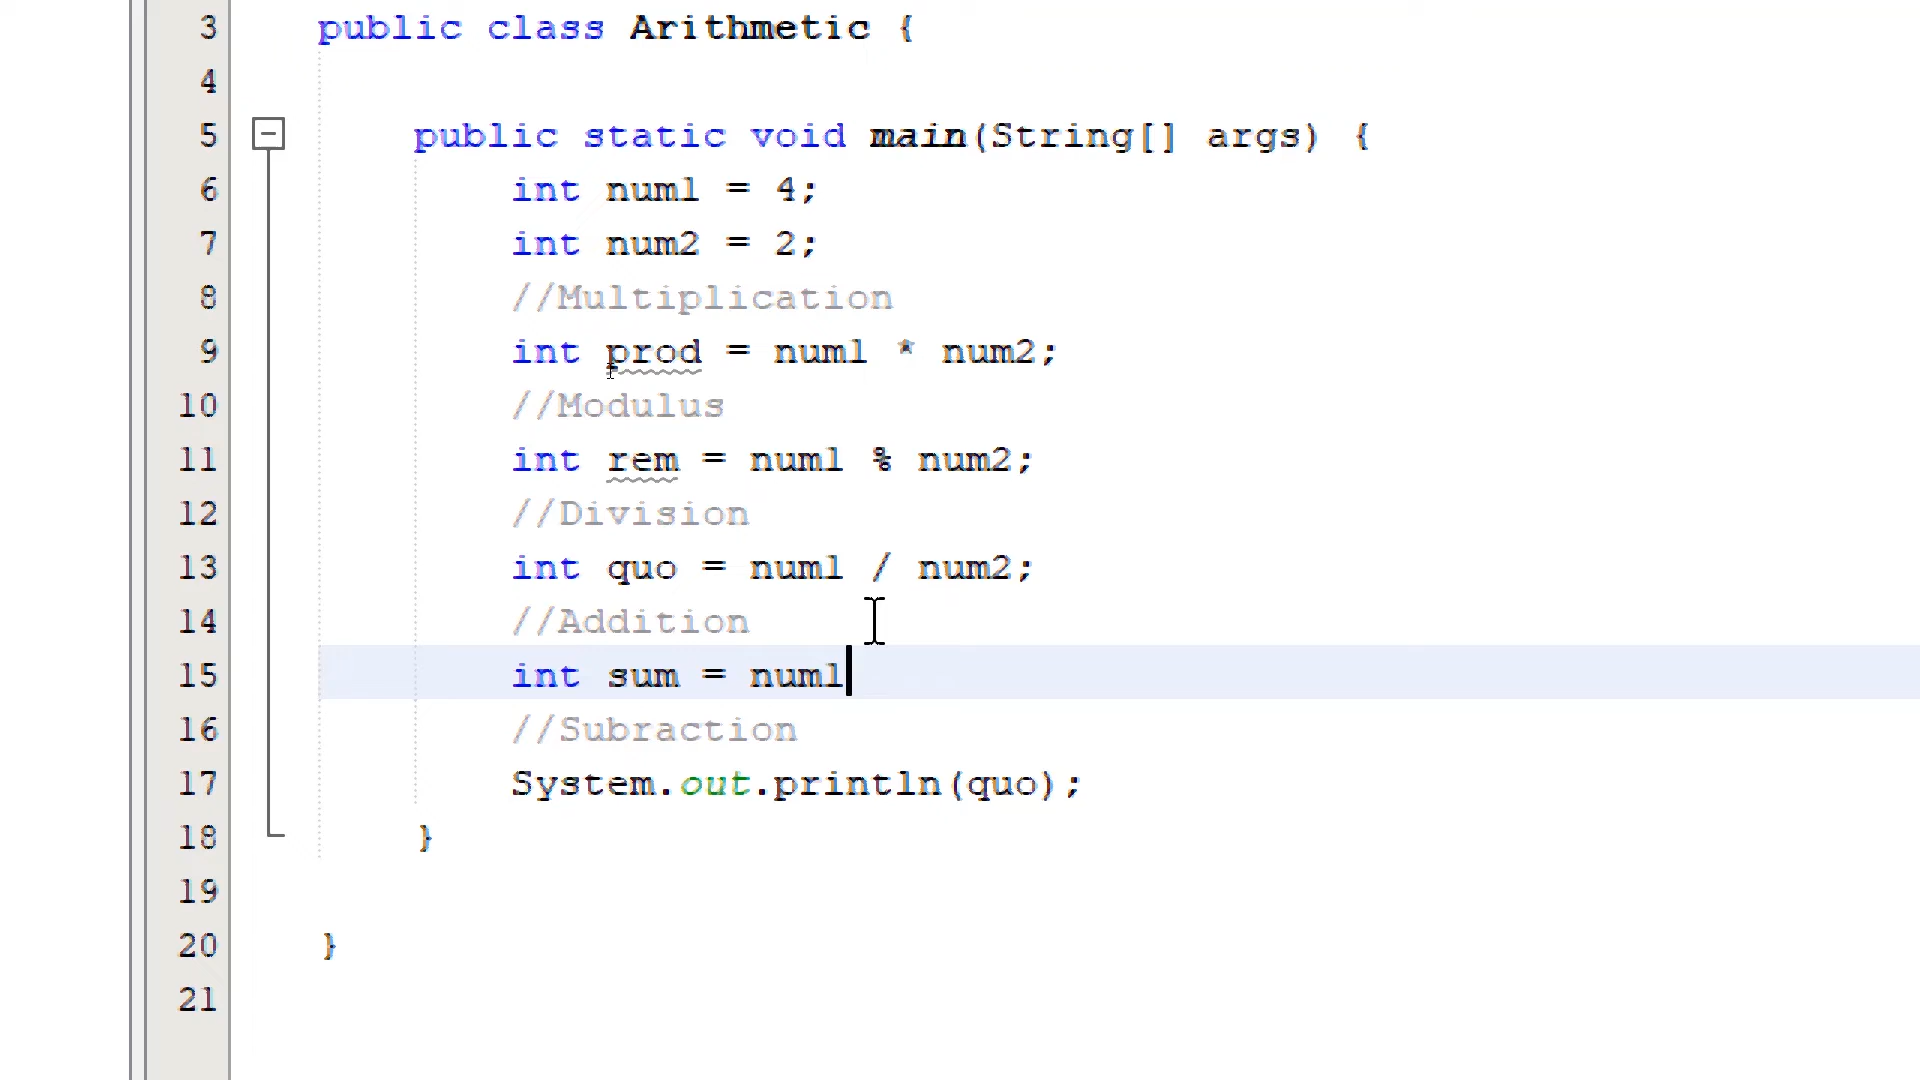 3 public class Arithmetic {
4
5 public static void main(String[] args) {
6 int num1 = 4;
7 int num2 = 2;
8 //Multiplication
9 int prod = num1 * num2;
10 //Modulus
11 int rem = num1 % num2;
12 //Division
13 int quo = num1 / num2;
14 //Addition
15 int sum = num1
16 //Subraction
17 System.out.println(quo);
18 }
19
20 }
21